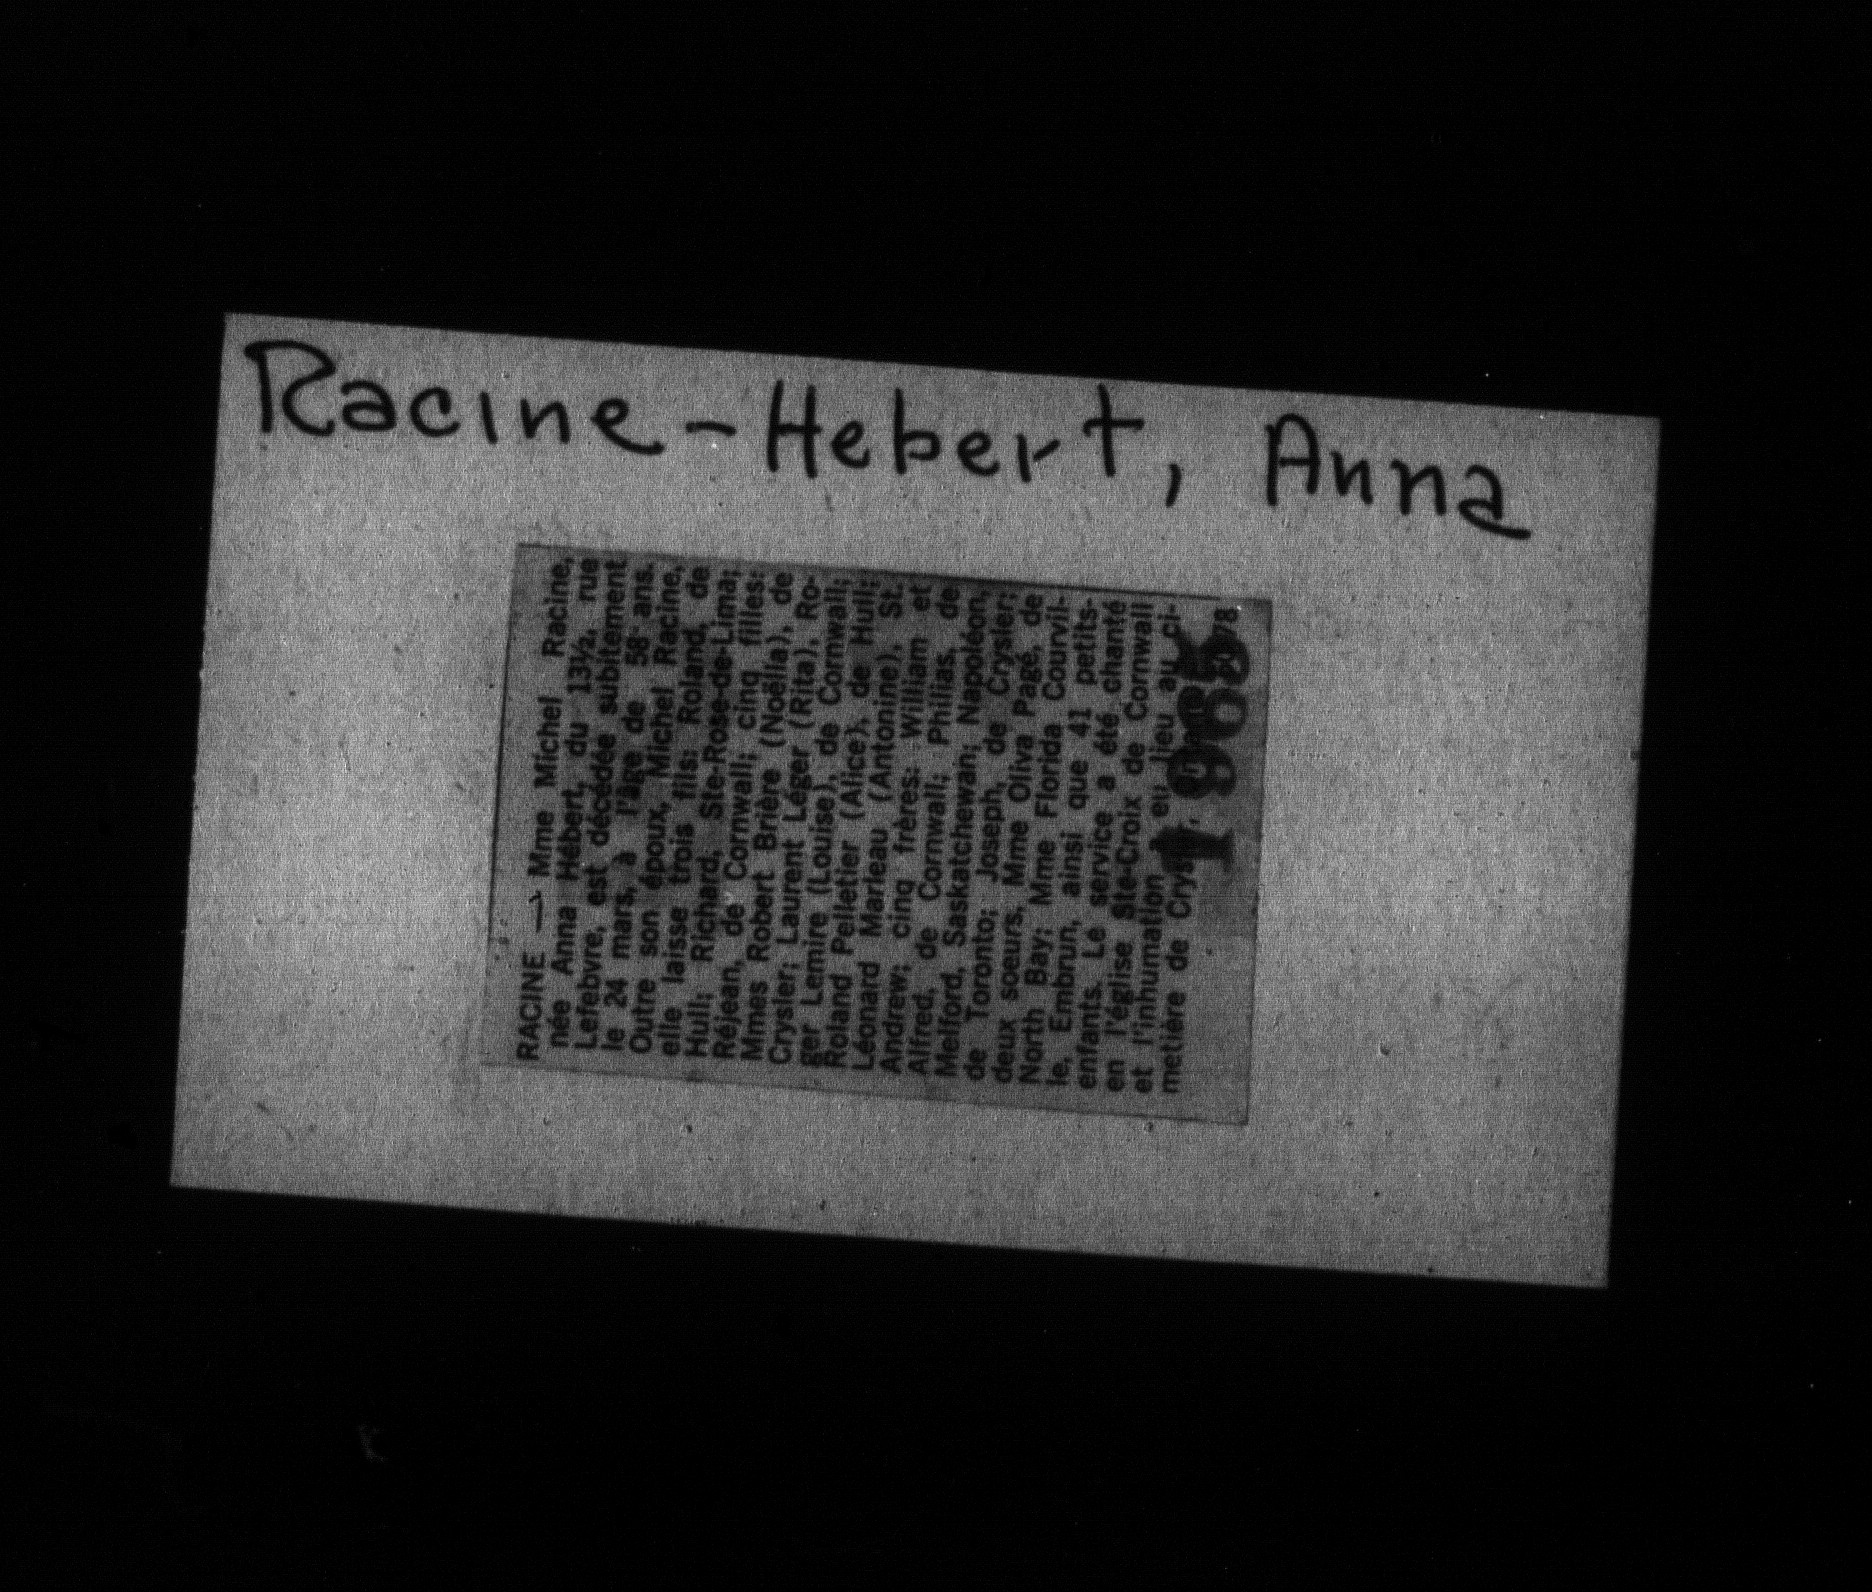 Racine - Hebert, Anna
RACINE — Mme Michel Racine,
née Anna Hébert, du 13½, rue
Lefebvre, est décédée subitement
le 24 mars, à l'âge de 58 ans.
Outre son époux, Michel Racine,
elle laisse trois fils: Roland, de
Hull; Richard, Ste-Rose-de-Lima;
Réjean, de Cornwall; cinq filles:
Mmes Robert Brière (Noëlla), de
Crysler; Laurent Léger (Rita), Ro-
ger Lemire (Louise), de Cornwall;
Roland Pelletier (Alice), de Hull;
Léonard Marleau (Antonine), St.
Andrew; cinq frères: William et
Alfred, de Cornwall; Philias, de
Melford, Saskatchewan; Napoléon,
de Toronto; Joseph, de Crysler;
deux soeurs, Mme Oliva Pagé, de
North Bay; Mme Florida Courvil-
le, Embrun, ainsi que 41 petits-
enfants. Le service a été chanté
en l'église Ste-Croix de Cornwall
et l'inhumation a eu lieu au ci-
metière de
1968
78